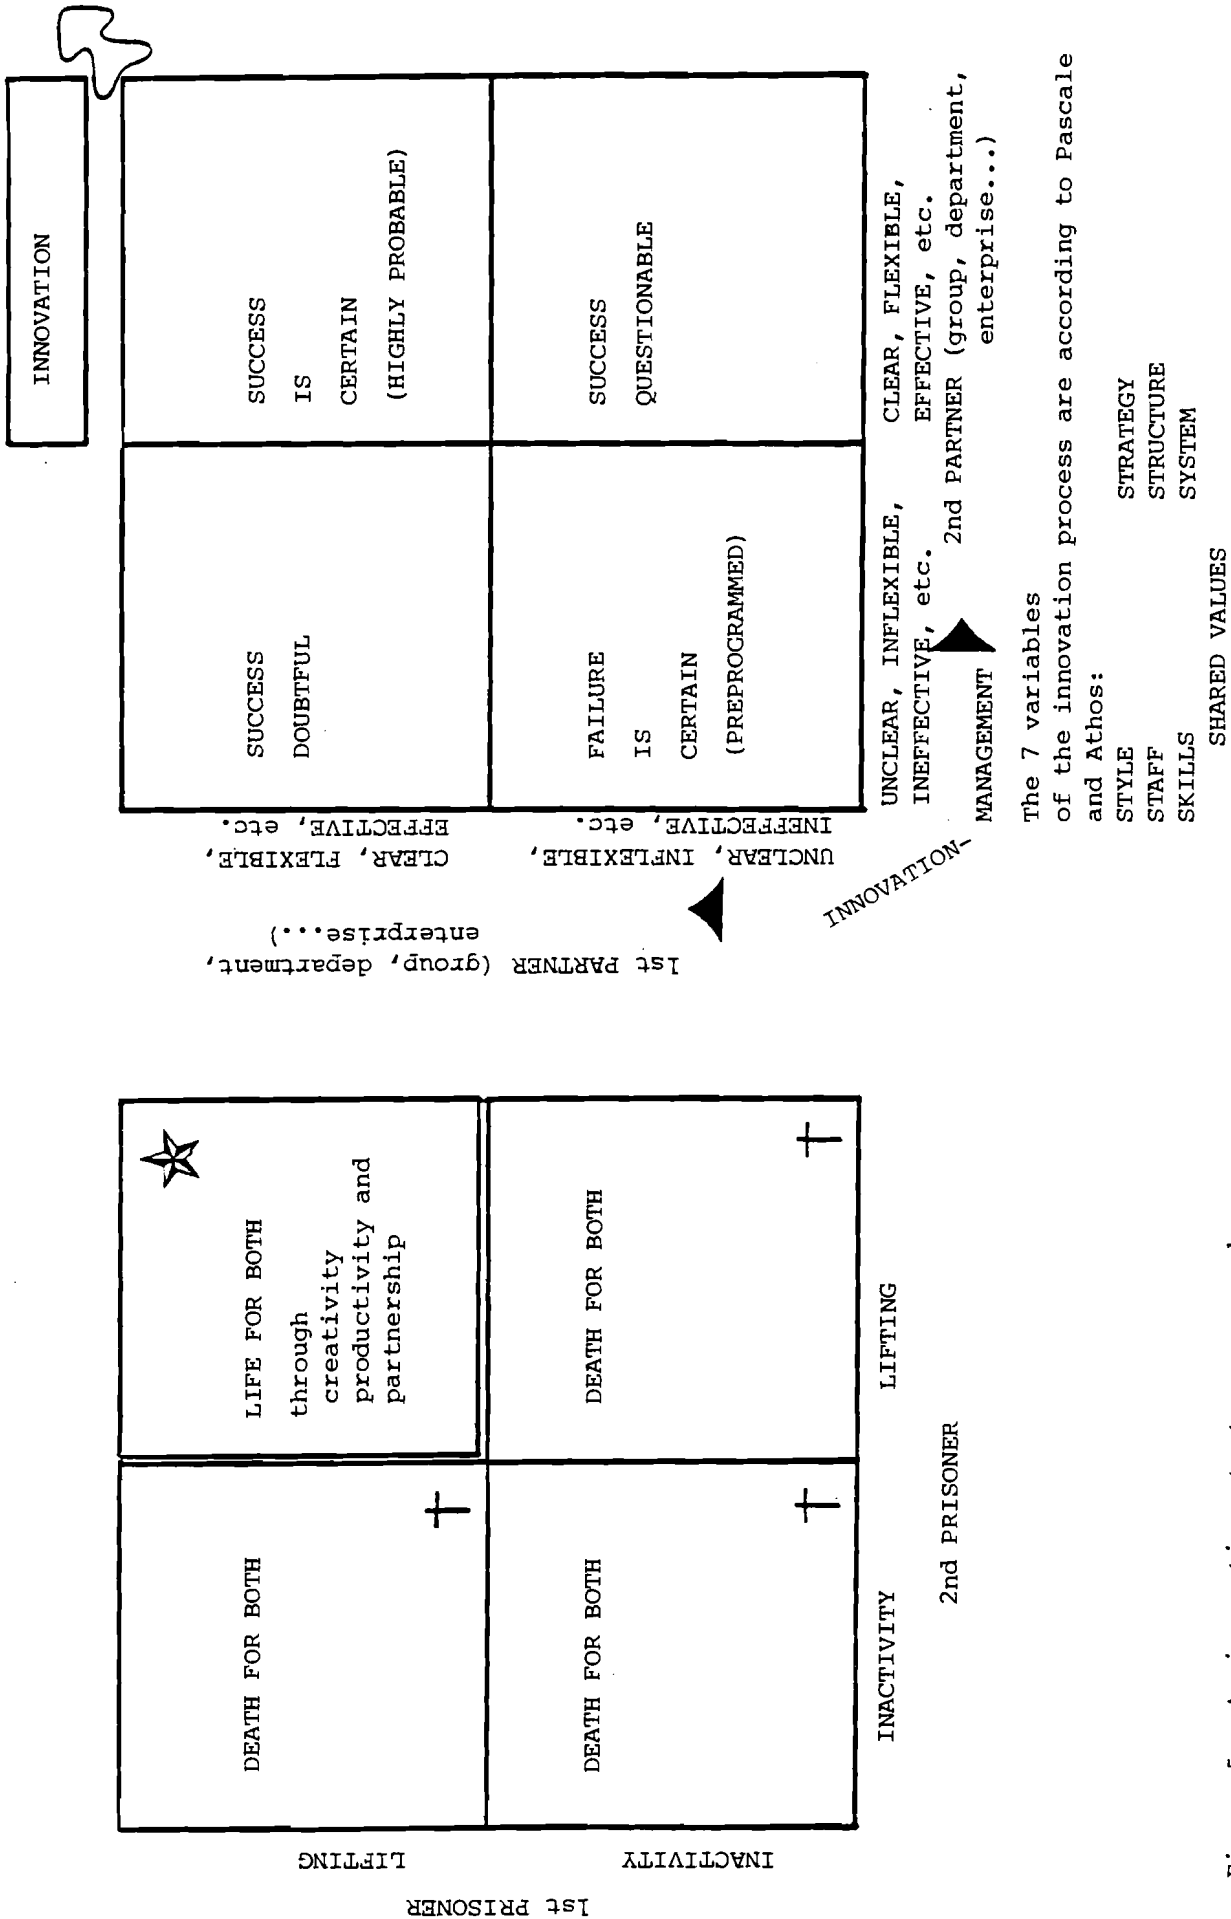 1st PRISONER
LIFTING
INACTIVITY
DEATH FOR BOTH
LIFE FOR BOTH
through
creativity
productivity and
partnership
DEATH FOR BOTH
DEATH FOR BOTH
INACTIVITY
LIFTING
2nd PRISONER
INNOVATION
1st PARTNER (group, department,
enterprise...)
CLEAR, FLEXIBLE,
EFFECTIVE, etc.
UNCLEAR, INFLEXIBLE,
INEFFECTIVE, etc.
SUCCESS
DOUBTFUL
SUCCESS
IS
CERTAIN
(HIGHLY PROBABLE)
FAILURE
IS
CERTAIN
(PREPROGRAMMED)
SUCCESS
QUESTIONABLE
UNCLEAR, INFLEXIBLE,
INEFFECTIVE, etc.
CLEAR, FLEXIBLE,
EFFECTIVE, etc.
2nd PARTNER (group, department,
enterprise...)
INNOVATION-
MANAGEMENT
The 7 variables
of the innovation process are according to Pascale
and Athos:
STYLE STRATEGY
STAFF STRUCTURE
SKILLS SYSTEM
SHARED VALUES